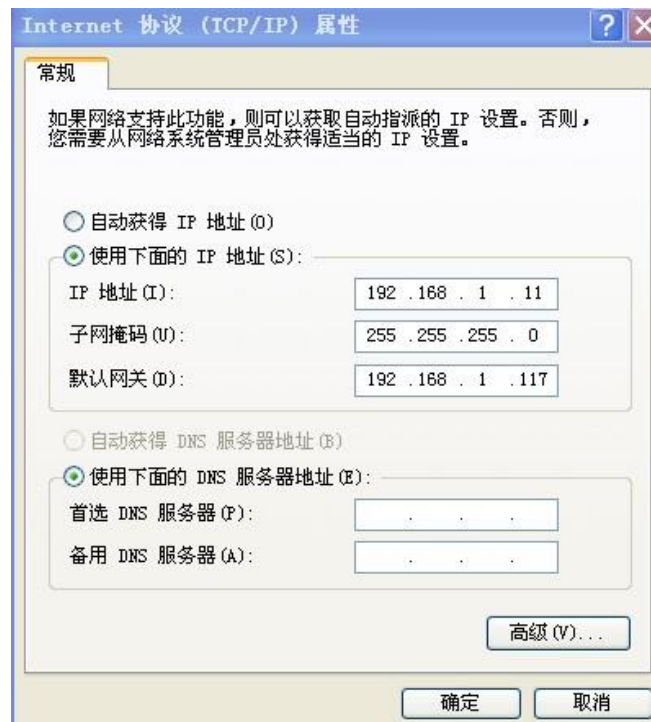 Internet 协议 (TCP/IP) 属性
常规
如果网络支持此功能，则可以获取自动指派的 IP 设置。否则，
您需要从网络系统管理员处获得适当的 IP 设置。
自动获得 IP 地址(O)
使用下面的 IP 地址(S):
IP 地址(I): 192 .168 . 1 . 11
子网掩码(U): 255 .255 .255 . 0
默认网关(D): 192 .168 . 1 .117
自动获得 DNS 服务器地址(B)
使用下面的 DNS 服务器地址(E):
首选 DNS 服务器(P): . . .
备用 DNS 服务器(A): . . .
高级(V)...
确定 取消